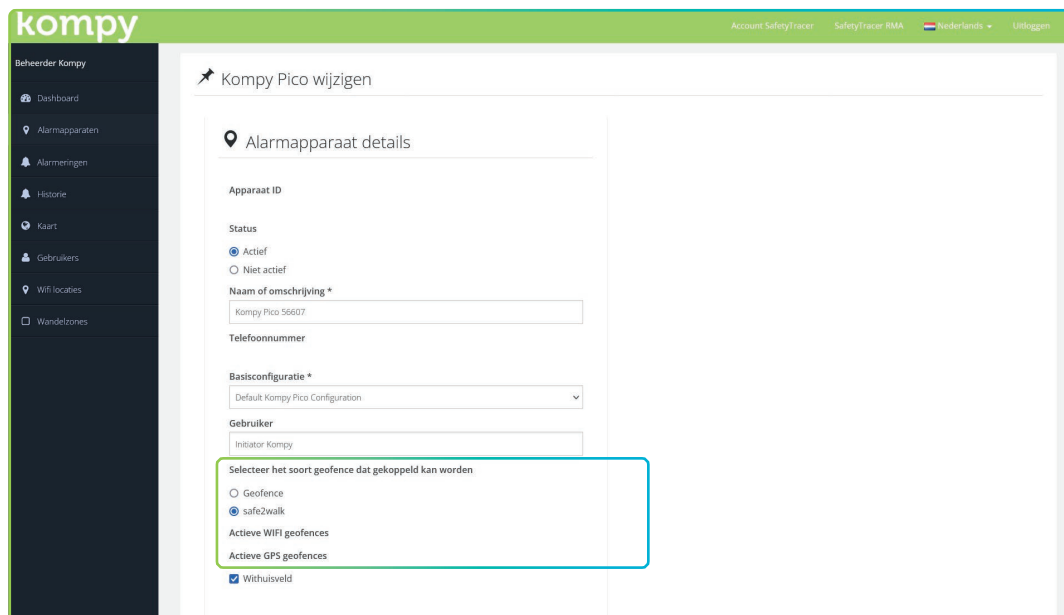 kompy
Account SafetyTracer
SafetyTracer RMA
Nederlands
Uitloggen
Beheerder Kompy
Dashboard
Alarmapparaten
Alarmeringen
Historie
Kaart
Gebruikers
Wifi locaties
Wandelzones
Kompy Pico wijzigen
Alarmapparaat details
Apparaat ID
Status
Actief
Niet actief
Naam of omschrijving *
Kompy Pico 56607
Telefoonnummer
Basisconfiguratie *
Default Kompy Pico Configuration
Gebruiker
Initiator Kompy
Selecteer het soort geofence dat gekoppeld kan worden
Geofence
safe2walk
Actieve WIFI geofences
Actieve GPS geofences
Withuisveld